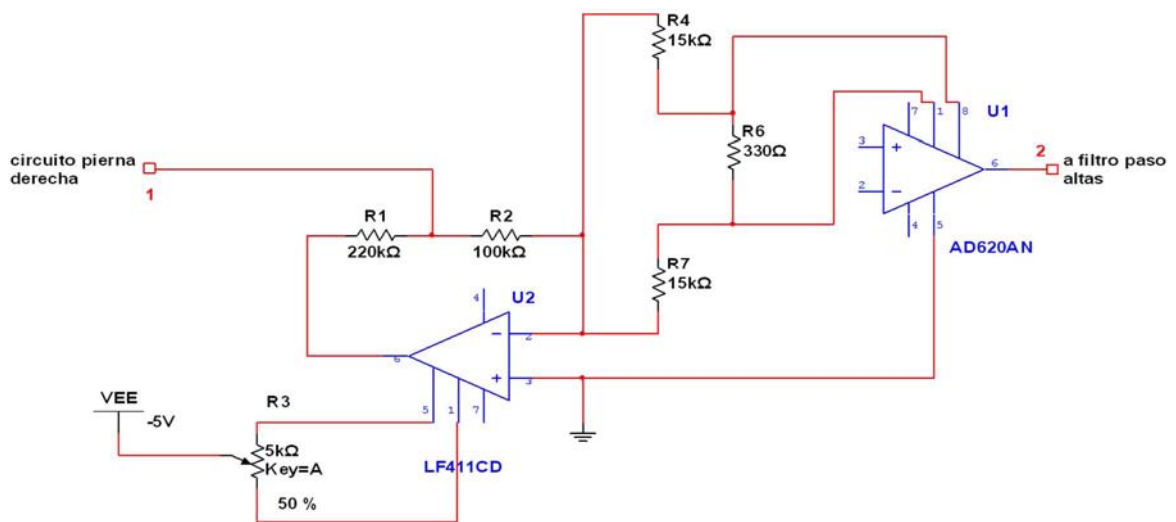 R4
15kΩ
7
1
8
U1
R6
330Ω
3
+
2
−
6
2
a filtro paso
altas
4
5
AD620AN
circuito pierna
derecha
1
R1
220kΩ
R2
100kΩ
R7
15kΩ
4
U2
−
2
6
+
3
5
1
7
LF411CD
VEE
-5V
R3
5kΩ
Key=A
50 %